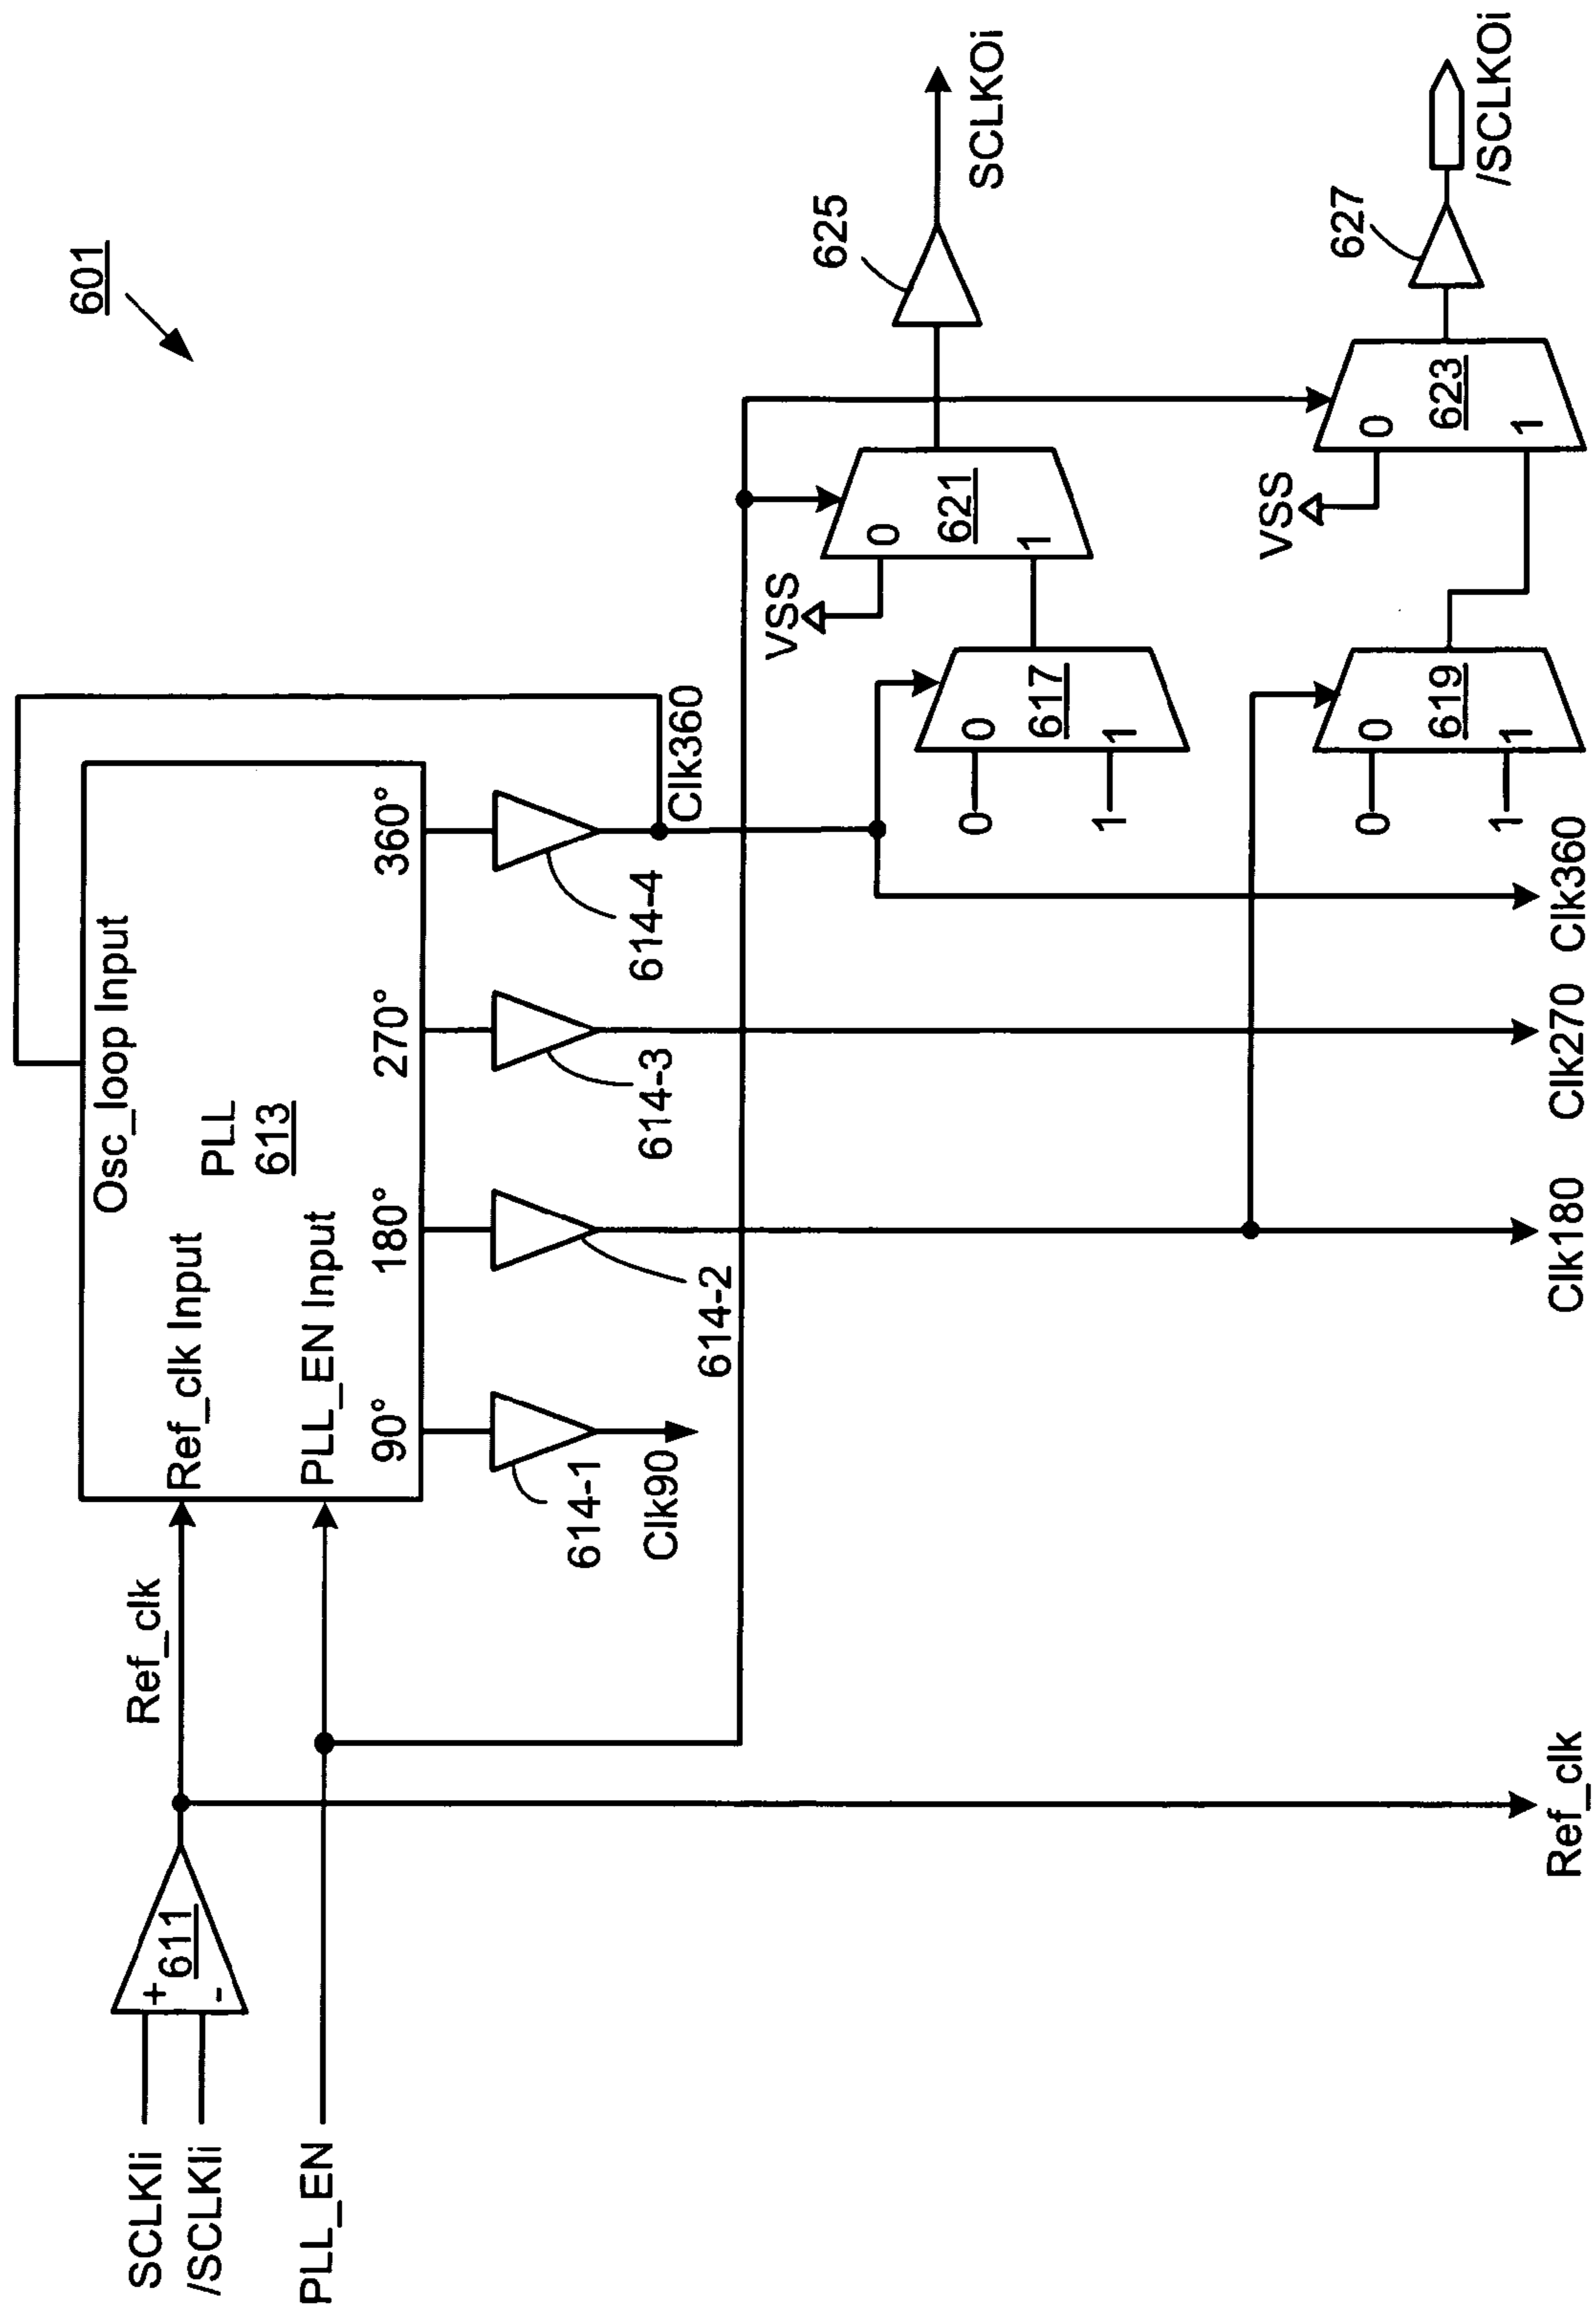 601
SCLKIi
/SCLKIi
PLL_EN
+
-
611
Ref_clk
Ref_clk
Osc_loop Input
Ref_clk Input
PLL
613
PLL_EN Input
90°
180°
270°
360°
614-1
614-2
614-3
614-4
Clk90
Clk360
Clk180
Clk270
Clk360
0
1
0
617
1
VSS
0
621
1
625
SCLKOi
0
1
0
619
1
VSS
0
623
1
627
/SCLKOi